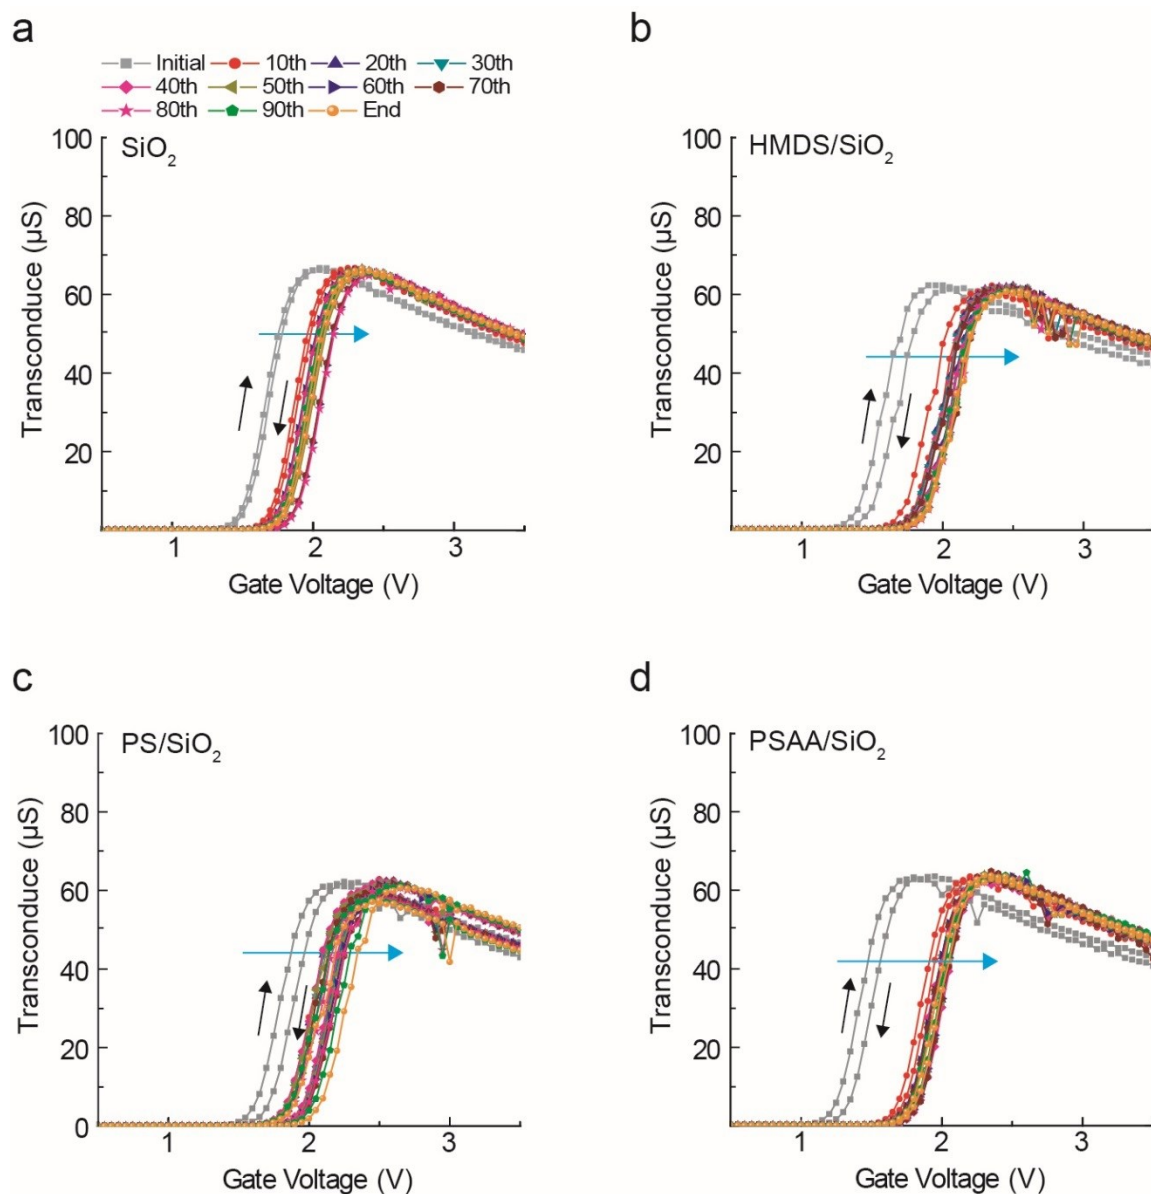 a
Initial 10th 20th 30th
40th 50th 60th 70th
80th 90th End
SiO₂
100
80
60
40
20
1 2 3
Transconduce (µS)
Gate Voltage (V)
b
HMDS/SiO₂
100
80
60
40
20
1 2 3
Transconduce (µS)
Gate Voltage (V)
c
PS/SiO₂
100
80
60
40
20
0
1 2 3
Transconduce (µS)
Gate Voltage (V)
d
PSAA/SiO₂
100
80
60
40
20
1 2 3
Transconduce (µS)
Gate Voltage (V)